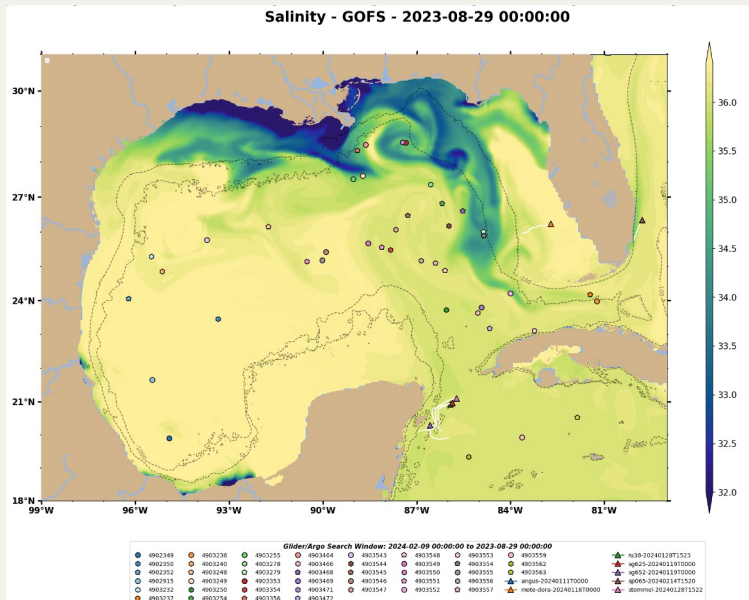 Salinity - GOFS - 2023-08-29 00:00:00
30°N
27°N
24°N
21°N
18°N
99°W 96°W 93°W 90°W 87°W 84°W 81°W
36.0
35.5
35.0
34.5
34.0
33.5
33.0
32.5
32.0
Glider/Argo Search Window: 2024-02-09 00:00:00 to 2023-08-29 00:00:00
4902349 4903238 4903255 4903464 4903543 4903548 4903553 4903559 ru38-20240128T1523
4902350 4903240 4903278 4903466 4903544 4903549 4903554 4903562 sg625-20240119T0000
4902352 4903248 4903279 4903468 4903545 4903550 4903555 4903563 sg652-20240119T0000
4902915 4903249 4903353 4903469 4903546 4903551 4903556 angus-20240111T0000 sp065-20240214T1520
4903232 4903250 4903354 4903471 4903547 4903552 4903557 mote-dora-20240118T0000 stommel-20240125T0000
4903237 4903254 4903356 4903472